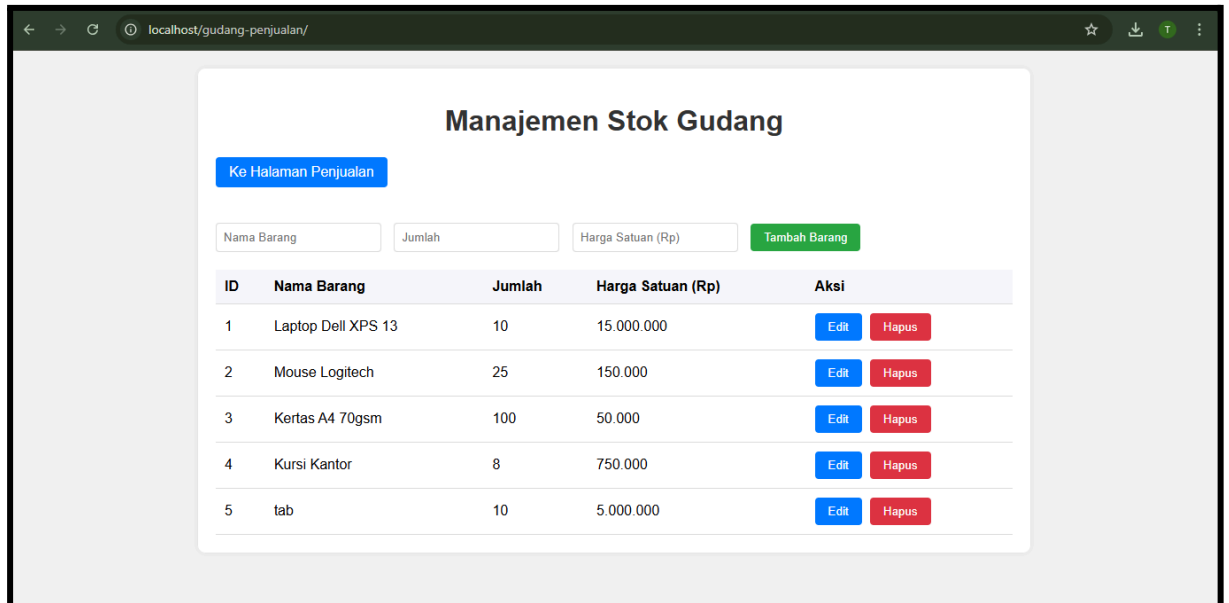 localhost/gudang-penjualan/
T
Manajemen Stok Gudang
Ke Halaman Penjualan
Nama Barang Jumlah Harga Satuan (Rp) Tambah Barang
ID Nama Barang Jumlah Harga Satuan (Rp) Aksi
1 Laptop Dell XPS 13 10 15.000.000 Edit Hapus
2 Mouse Logitech 25 150.000 Edit Hapus
3 Kertas A4 70gsm 100 50.000 Edit Hapus
4 Kursi Kantor 8 750.000 Edit Hapus
5 tab 10 5.000.000 Edit Hapus